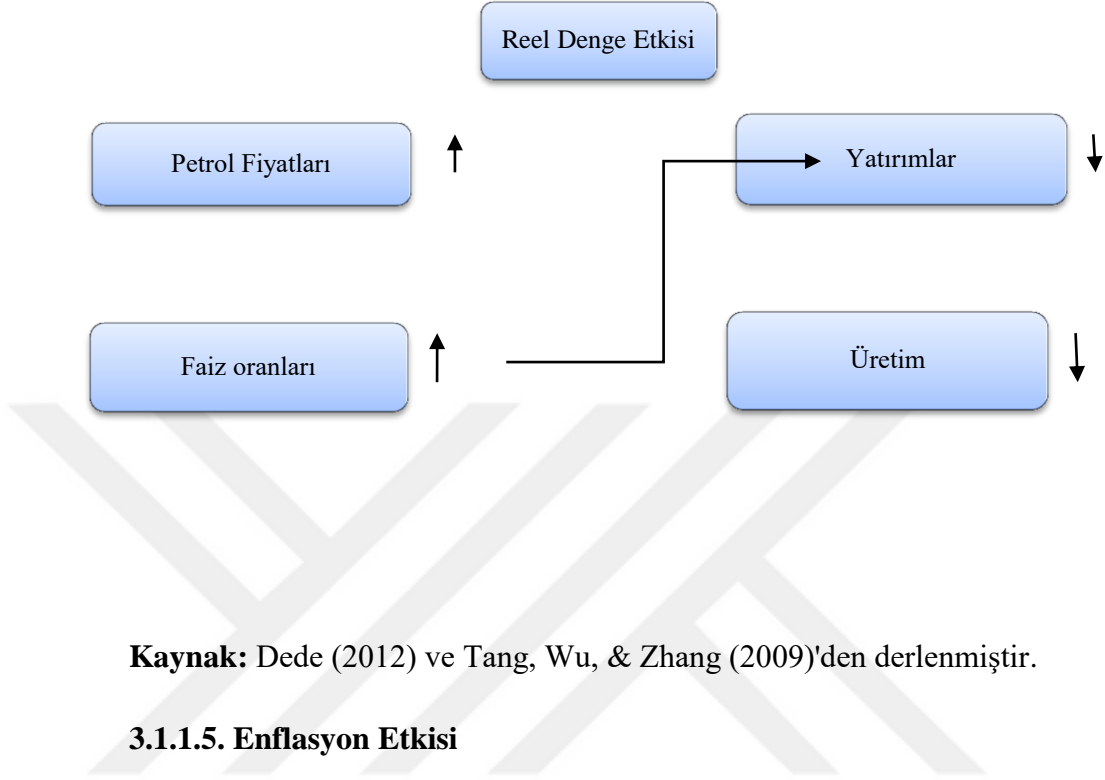 Reel Denge Etkisi
Petrol Fiyatları
Yatırımlar
Faiz oranları
Üretim
Kaynak: Dede (2012) ve Tang, Wu, & Zhang (2009)'den derlenmiştir.
3.1.1.5. Enflasyon Etkisi